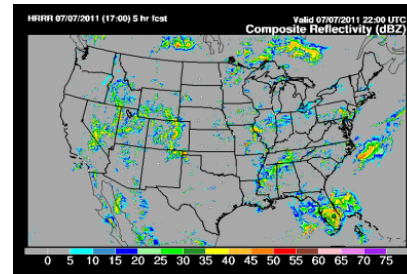 HRRR 07/07/2011 (17:00) 5 hr fcst
Valid 07/07/2011 22:00 UTC
Composite Reflectivity (dBZ)
0 5 10 15 20 25 30 35 40 45 50 55 60 65 70 75